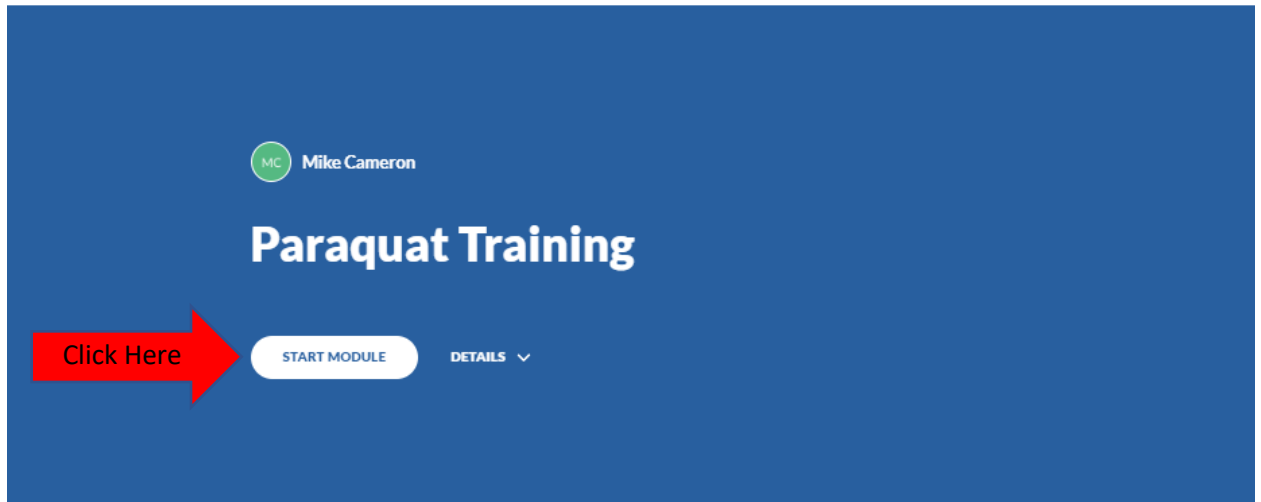 MC Mike Cameron
Paraquat Training
Click Here START MODULE DETAILS